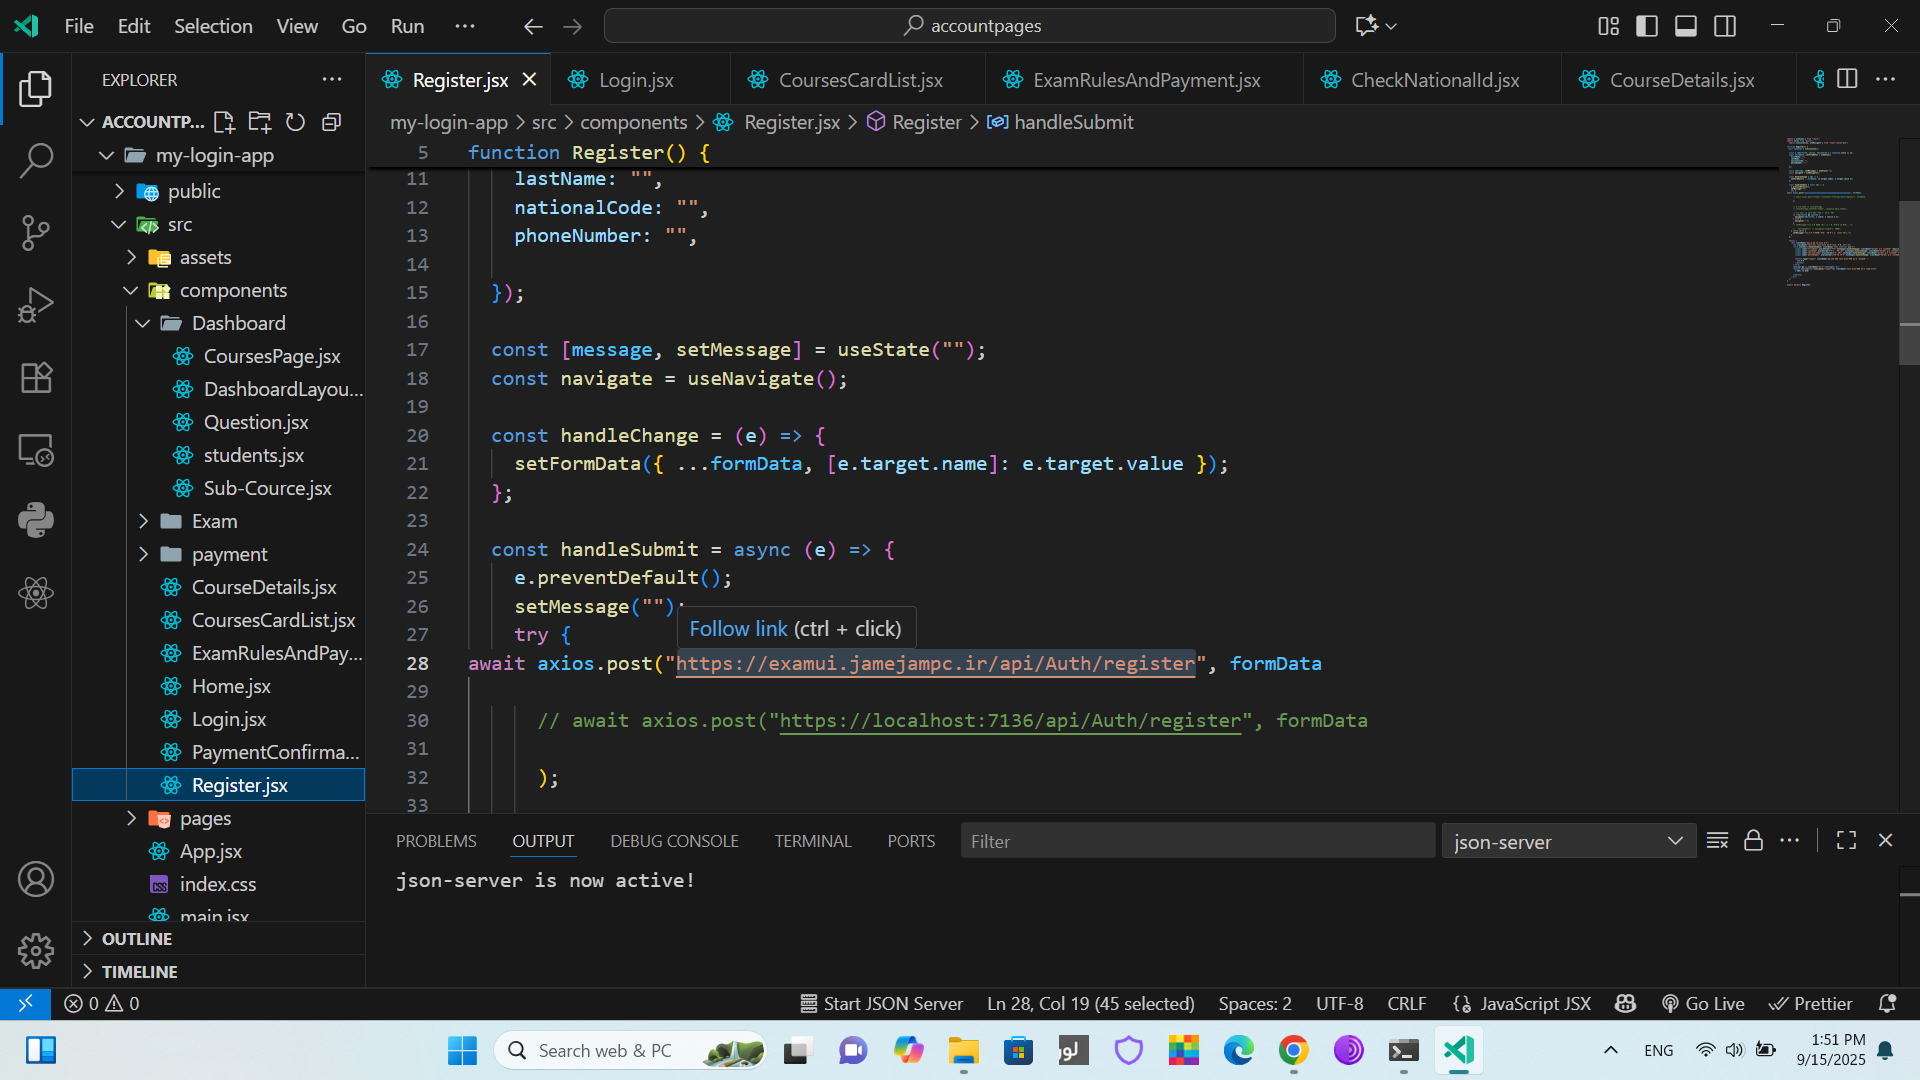 File Edit Selection View Go Run ··· accountpages
EXPLORER ···
ACCOUNTP...
my-login-app
public
src
assets
components
Dashboard
CoursesPage.jsx
DashboardLayou...
Question.jsx
students.jsx
Sub-Cource.jsx
Exam
payment
CourseDetails.jsx
CoursesCardList.jsx
ExamRulesAndPay...
Home.jsx
Login.jsx
PaymentConfirma...
Register.jsx
pages
App.jsx
index.css
main.jsx
OUTLINE
TIMELINE
Register.jsx Login.jsx CoursesCardList.jsx ExamRulesAndPayment.jsx CheckNationalId.jsx CourseDetails.jsx
my-login-app > src > components > Register.jsx > Register > handleSubmit
5 function Register() {
11 lastName: "",
12 nationalCode: "",
13 phoneNumber: "",
14
15 });
16
17 const [message, setMessage] = useState("");
18 const navigate = useNavigate();
19
20 const handleChange = (e) => {
21 setFormData({ ...formData, [e.target.name]: e.target.value });
22 };
23
24 const handleSubmit = async (e) => {
25 e.preventDefault();
26 setMessage("");
Follow link (ctrl + click)
27 try {
28 await axios.post("https://examui.jamejampc.ir/api/Auth/register", formData
29
30 // await axios.post("https://localhost:7136/api/Auth/register", formData
31
32 );
33
PROBLEMS OUTPUT DEBUG CONSOLE TERMINAL PORTS Filter json-server
json-server is now active!
0 0 Start JSON Server Ln 28, Col 19 (45 selected) Spaces: 2 UTF-8 CRLF {} JavaScript JSX Go Live Prettier
Search web & PC ENG 1:51 PM
9/15/2025